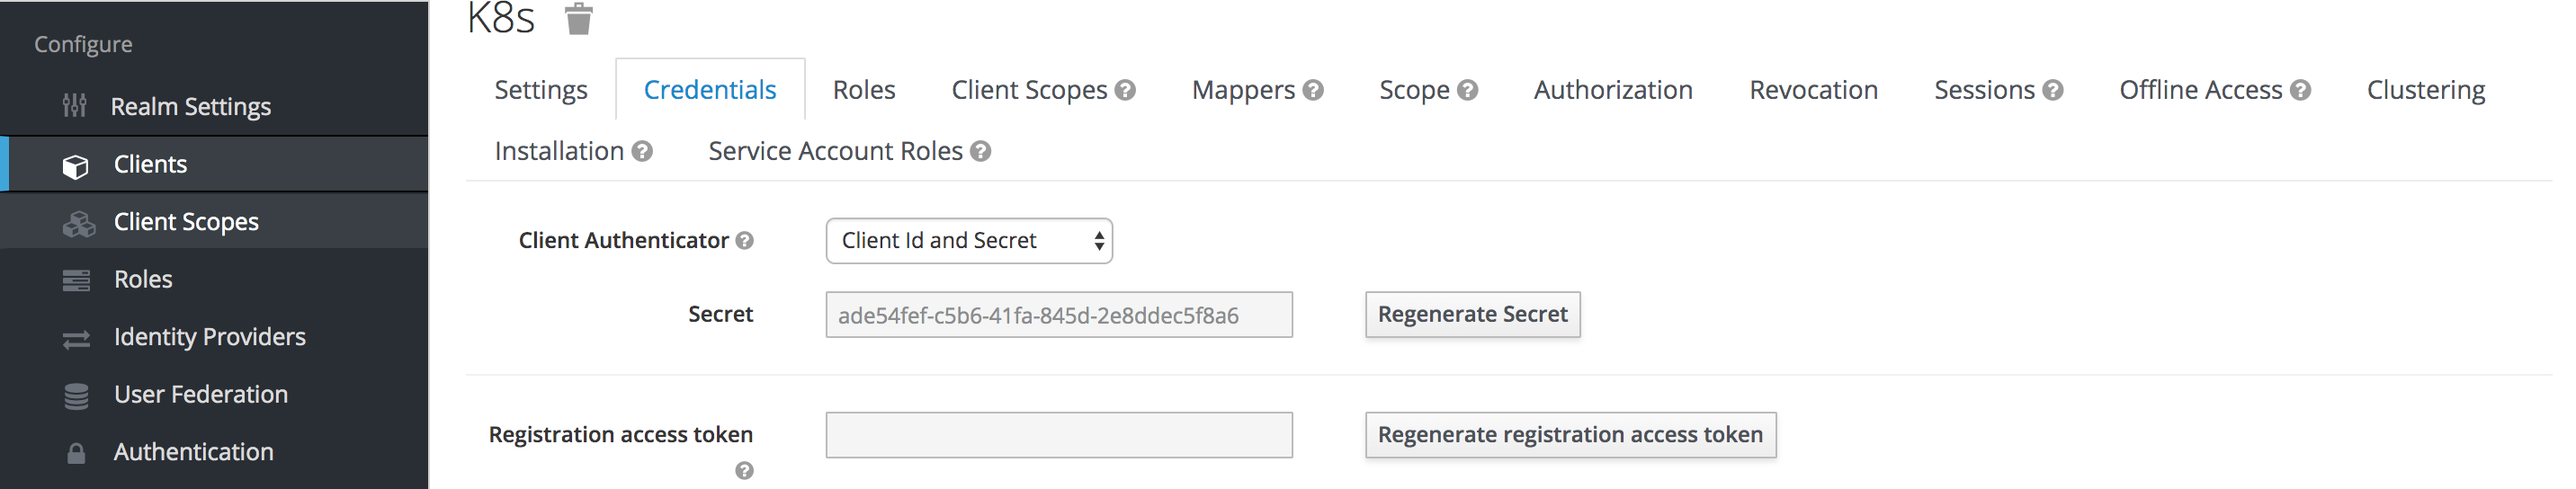 Configure
Realm Settings
Clients
Client Scopes
Roles
Identity Providers
User Federation
Authentication
K8s
Settings Credentials Roles Client Scopes Mappers Scope Authorization Revocation Sessions Offline Access Clustering
Installation Service Account Roles
Client Authenticator Client Id and Secret
Secret ade54fef-c5b6-41fa-845d-2e8ddec5f8a6 Regenerate Secret
Registration access token Regenerate registration access token